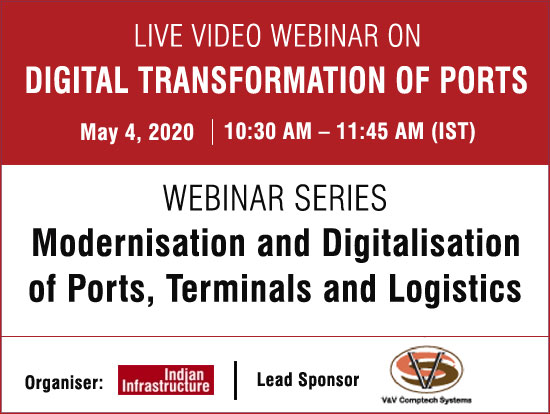 LIVE VIDEO WEBINAR ON
DIGITAL TRANSFORMATION OF PORTS
May 4, 2020 | 10:30 AM – 11:45 AM (IST)
WEBINAR SERIES
Modernisation and Digitalisation
of Ports, Terminals and Logistics
Organiser: Indian Infrastructure | Lead Sponsor
V&V Comptech Systems